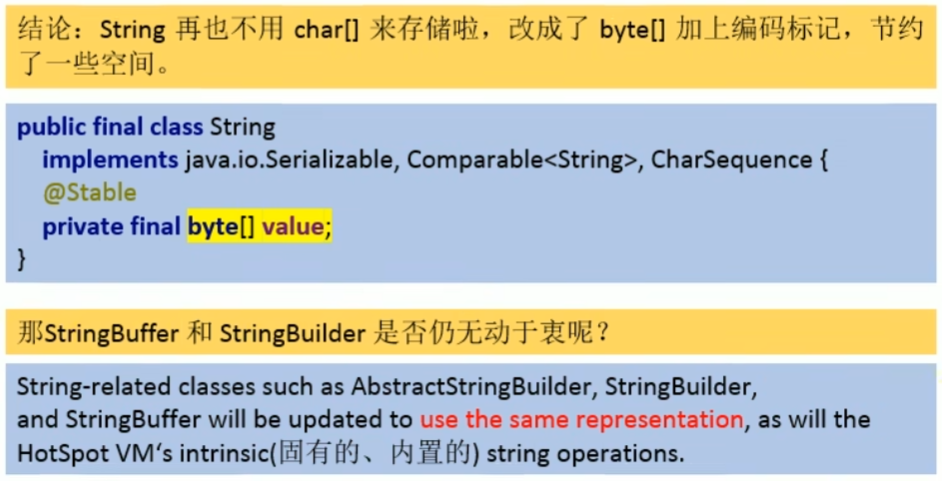 结论：String 再也不用 char[] 来存储啦，改成了 byte[] 加上编码标记，节约
了一些空间。
public final class String
implements java.io.Serializable, Comparable<String>, CharSequence {
@Stable
private final byte[] value;
}
那StringBuffer 和 StringBuilder 是否仍无动于衷呢？
String-related classes such as AbstractStringBuilder, StringBuilder,
and StringBuffer will be updated to use the same representation, as will the
HotSpot VM‘s intrinsic(固有的、内置的) string operations.